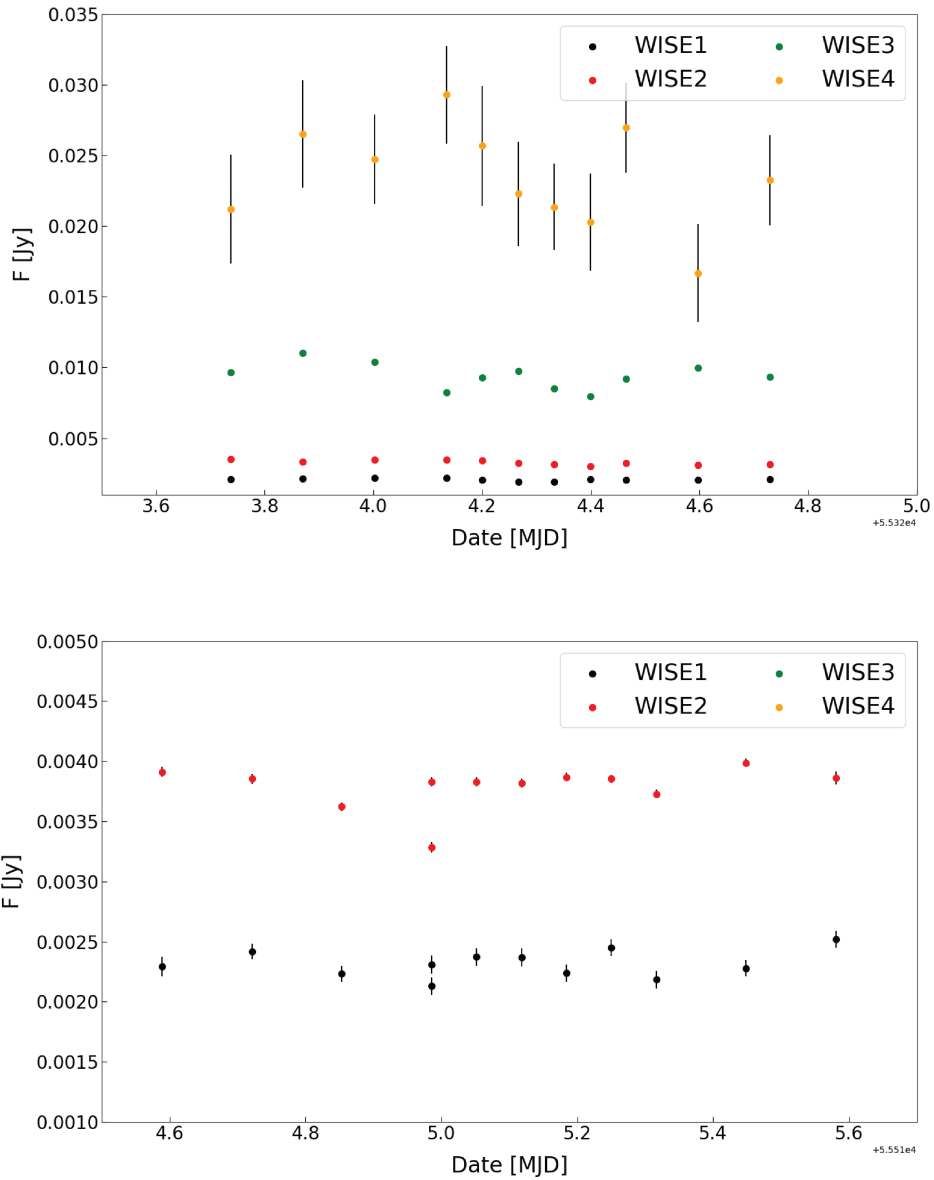 0.035
WISE1 WISE3
WISE2 WISE4
0.030
0.025
0.020
0.015
0.010
0.005
F [Jy]
3.6 3.8 4.0 4.2 4.4 4.6 4.8 5.0
+5.532e4
Date [MJD]
0.0050
WISE1 WISE3
WISE2 WISE4
0.0045
0.0040
0.0035
0.0030
0.0025
0.0020
0.0015
0.0010
F [Jy]
4.6 4.8 5.0 5.2 5.4 5.6
+5.551e4
Date [MJD]